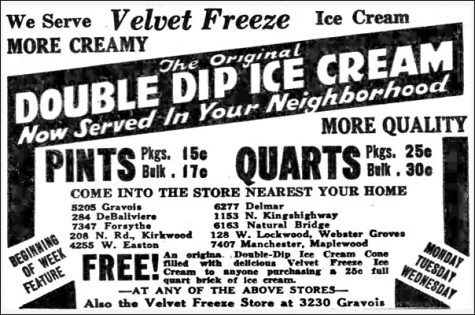 We Serve Velvet Freeze Ice Cream
MORE CREAMY
The Original
DOUBLE DIP ICE CREAM
Now Served In Your Neighborhood
MORE QUALITY
PINTS Pkgs. 15c
Bulk . 17c
QUARTS Pkgs. 25c
Bulk . 30c
COME INTO THE STORE NEAREST YOUR HOME
5205 Gravois 6277 Delmar
284 DeBaliviere 1153 N. Kingshighway
7347 Forsythe 6163 Natural Bridge
208 N. Rd., Kirkwood 128 W. Lockwood, Webster Groves
4255 W. Easton 7407 Manchester, Maplewood
BEGINNING
OF WEEK
FEATURE
FREE! An origina. Double-Dip Ice Cream Cone
filled with delicious Velvet Freeze Ice
Cream to anyone purchasing a 25c full
quart brick of ice cream.
MONDAY
TUESDAY
WEDNESDAY
—AT ANY OF THE ABOVE STORES—
Also the Velvet Freeze Store at 3230 Gravois